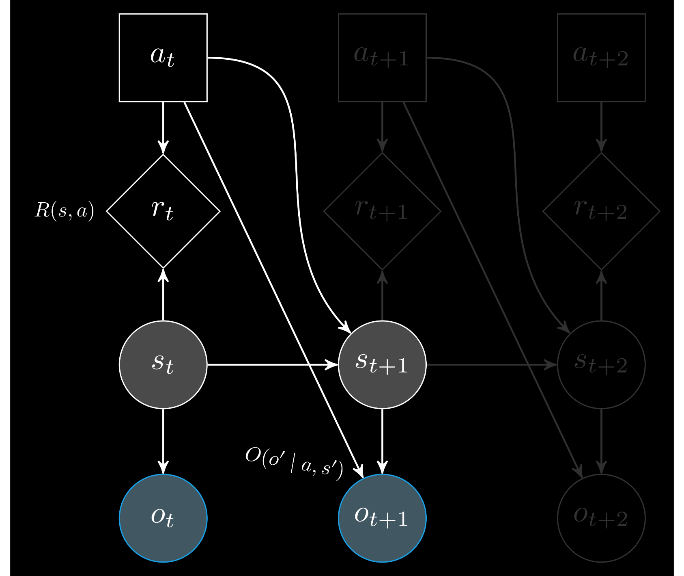 a_t a_{t+1} a_{t+2}
R(s, a) r_t r_{t+1} r_{t+2}
s_t s_{t+1} s_{t+2}
O(o′ | a, s′)
o_t o_{t+1} o_{t+2}